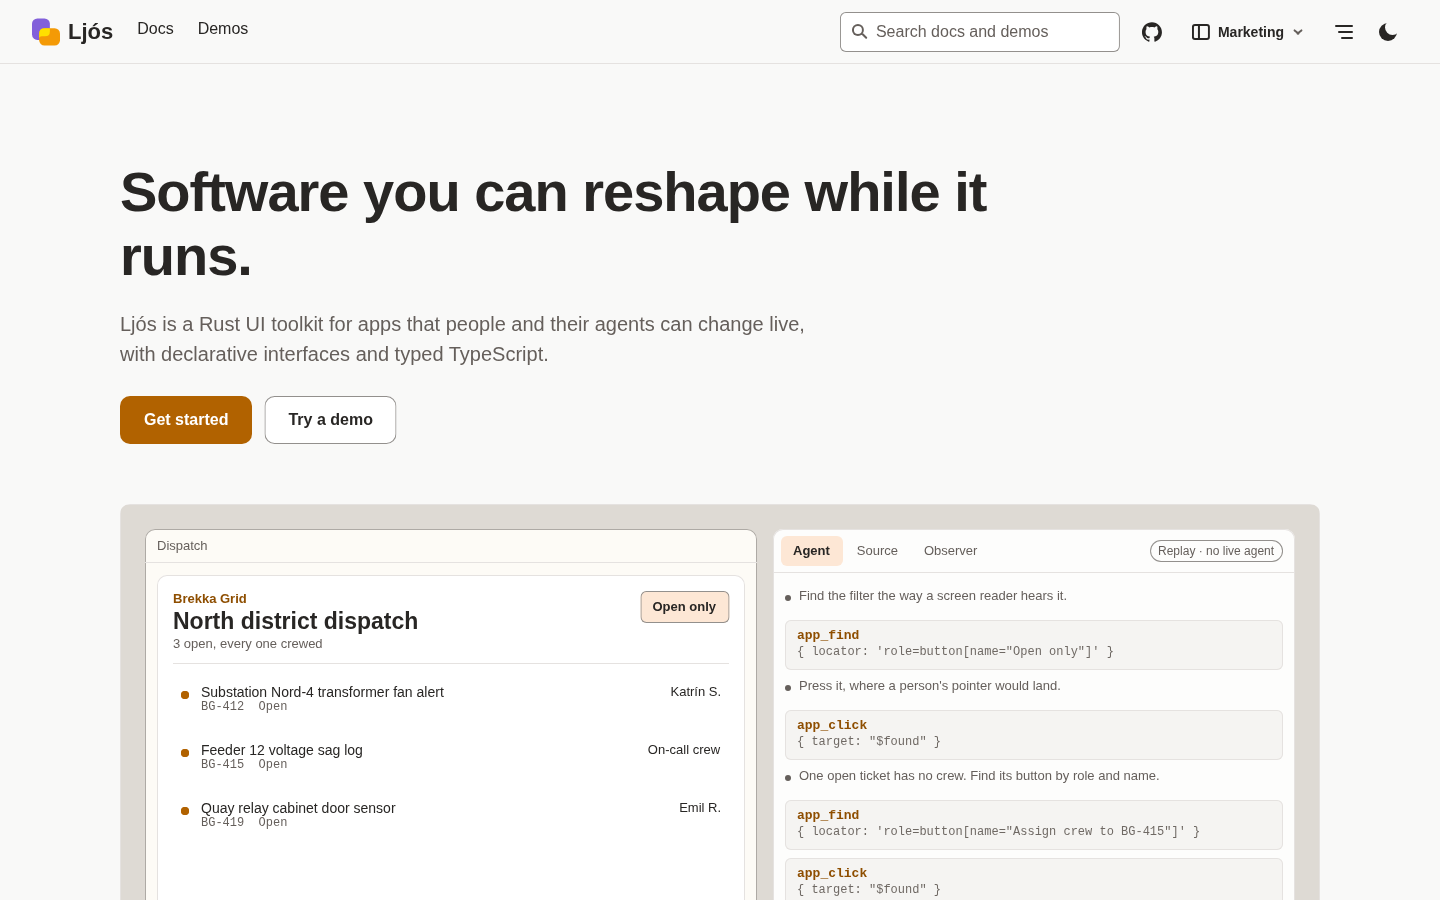 Ljós
Docs
Demos
Search docs and demos
Marketing
Software you can reshape while it
runs.
Ljós is a Rust UI toolkit for apps that people and their agents can change live,
with declarative interfaces and typed TypeScript.
Get started
Try a demo
Dispatch
Brekka Grid
North district dispatch
3 open, every one crewed
Open only
Substation Nord-4 transformer fan alert
BG-412 Open
Katrín S.
Feeder 12 voltage sag log
BG-415 Open
On-call crew
Quay relay cabinet door sensor
BG-419 Open
Emil R.
Agent
Source
Observer
Replay · no live agent
Find the filter the way a screen reader hears it.
app_find
{ locator: 'role=button[name="Open only"]' }
Press it, where a person's pointer would land.
app_click
{ target: "$found" }
One open ticket has no crew. Find its button by role and name.
app_find
{ locator: 'role=button[name="Assign crew to BG-415"]' }
app_click
{ target: "$found" }